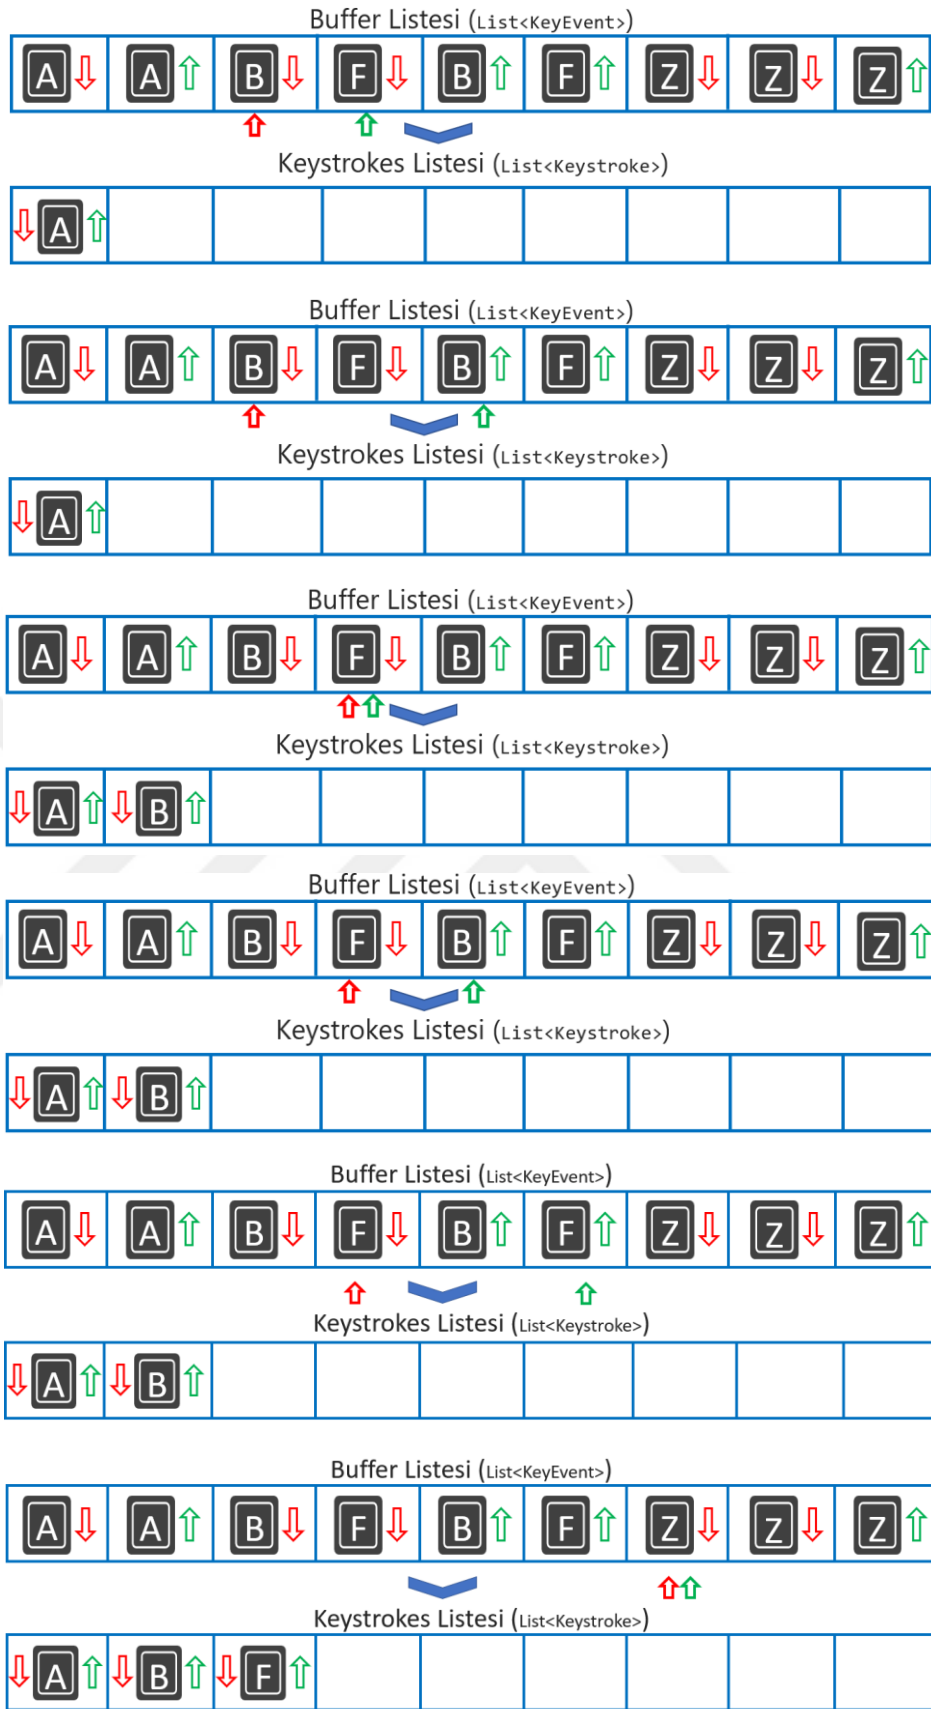 Buffer Listesi (List<KeyEvent>)
A A B F B F Z Z Z
Keystrokes Listesi (List<Keystroke>)
A
Buffer Listesi (List<KeyEvent>)
A A B F B F Z Z Z
Keystrokes Listesi (List<Keystroke>)
A
Buffer Listesi (List<KeyEvent>)
A A B F B F Z Z Z
Keystrokes Listesi (List<Keystroke>)
A B
Buffer Listesi (List<KeyEvent>)
A A B F B F Z Z Z
Keystrokes Listesi (List<Keystroke>)
A B
Buffer Listesi (List<KeyEvent>)
A A B F B F Z Z Z
Keystrokes Listesi (List<Keystroke>)
A B
Buffer Listesi (List<KeyEvent>)
A A B F B F Z Z Z
Keystrokes Listesi (List<Keystroke>)
A B F